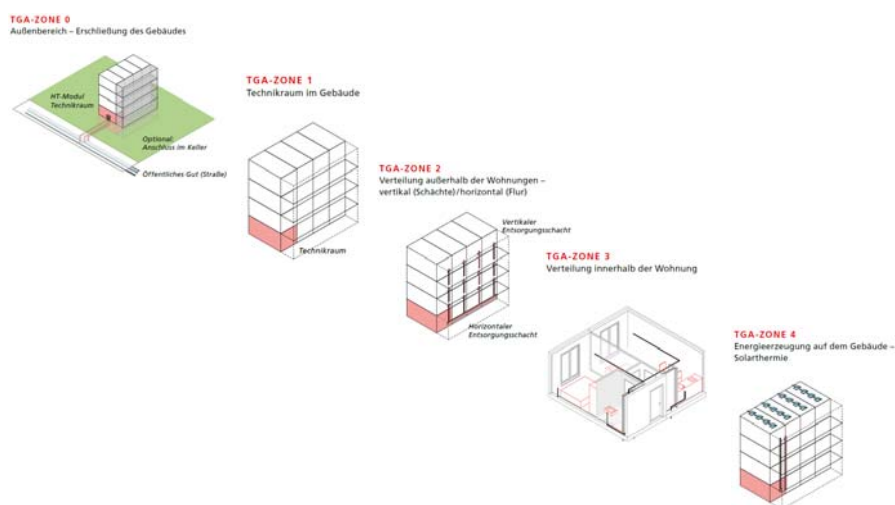 TGA-ZONE 0
Außenbereich – Erschließung des Gebäudes
HT-Modul
Technikraum
Optional:
Anschluss im Keller
Öffentliches Gut (Straße)
TGA-ZONE 1
Technikraum im Gebäude
Technikraum
TGA-ZONE 2
Verteilung außerhalb der Wohnungen –
vertikal (Schächte)/horizontal (Flur)
Vertikaler
Entsorgungsschacht
Horizontaler
Entsorgungsschacht
TGA-ZONE 3
Verteilung innerhalb der Wohnung
TGA-ZONE 4
Energieerzeugung auf dem Gebäude –
Solarthermie